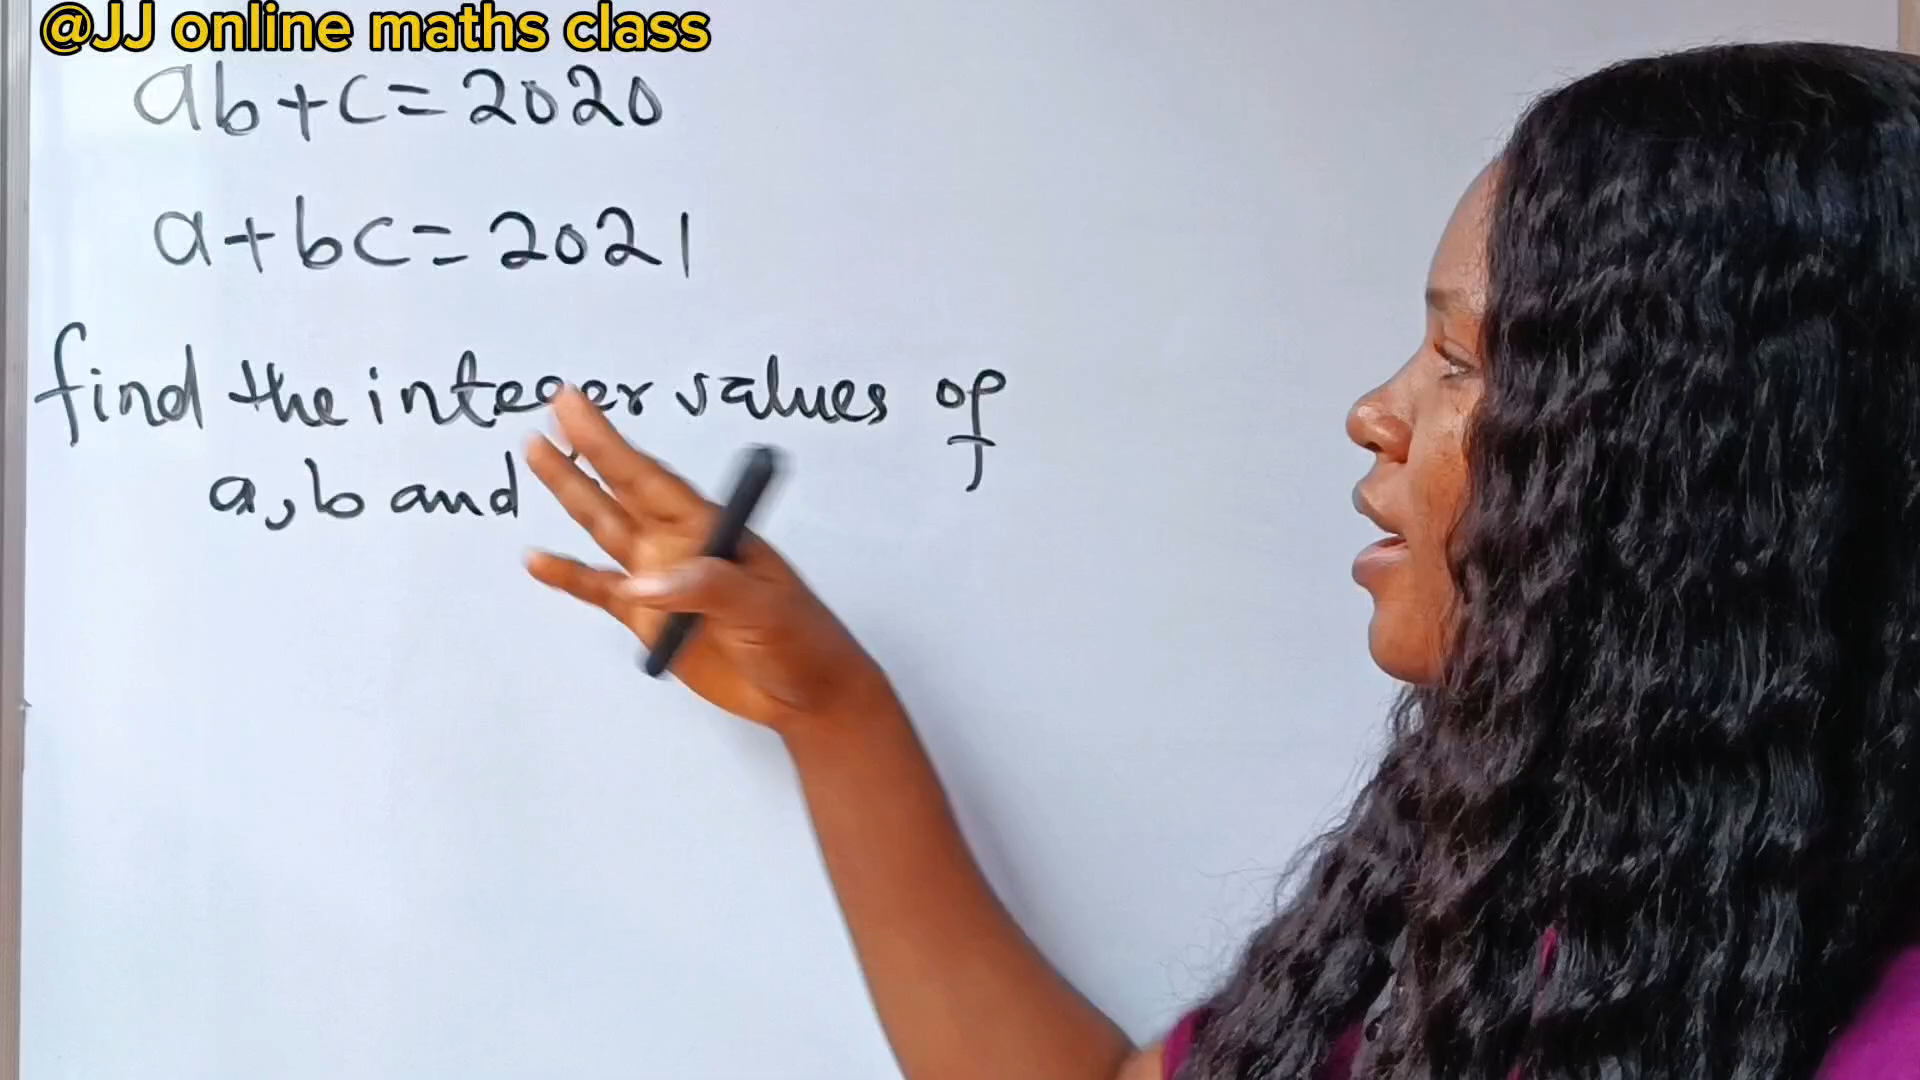 @JJ online maths class
ab+c=2020
a+bc=2021
find the integer values of
a, b and